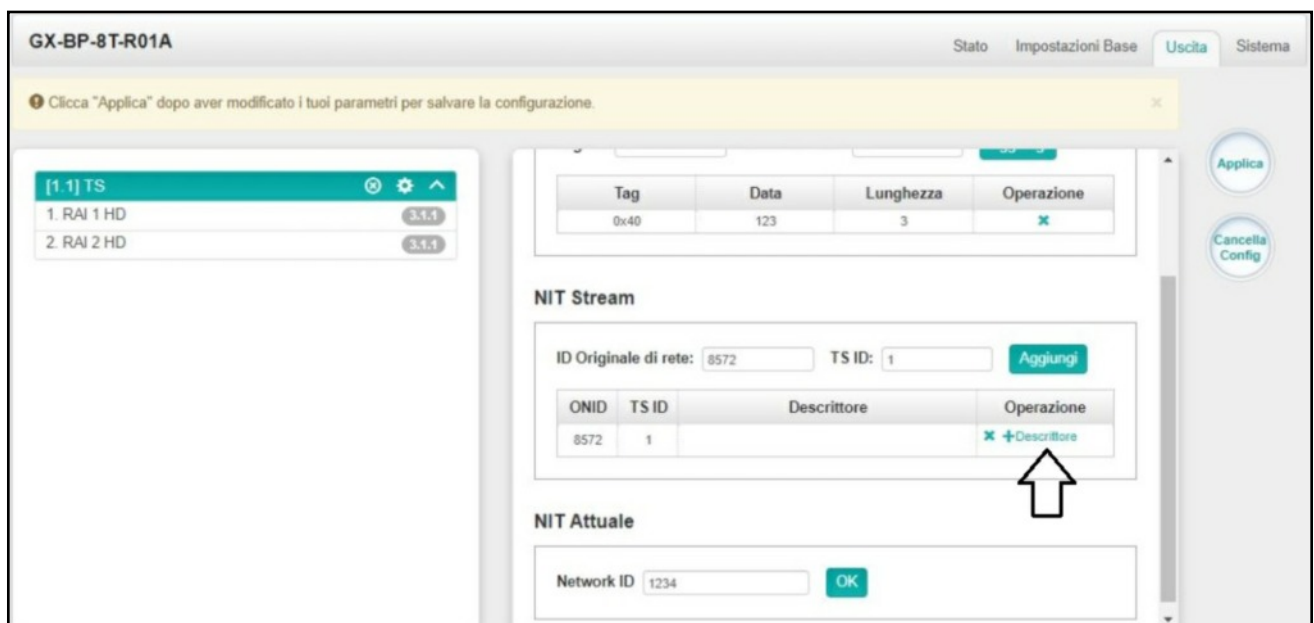 GX-BP-8T-R01A
Stato Impostazioni Base Uscita Sistema
Clicca "Applica" dopo aver modificato i tuoi parametri per salvare la configurazione.
[1.1] TS
1. RAI 1 HD 3.1.1
2. RAI 2 HD 3.1.1
Tag Data Lunghezza Operazione
0x40 123 3
NIT Stream
ID Originale di rete: 8572 TS ID: 1 Aggiungi
ONID TS ID Descrittore Operazione
8572 1 +Descrittore
NIT Attuale
Network ID 1234 OK
Applica
Cancella
Config